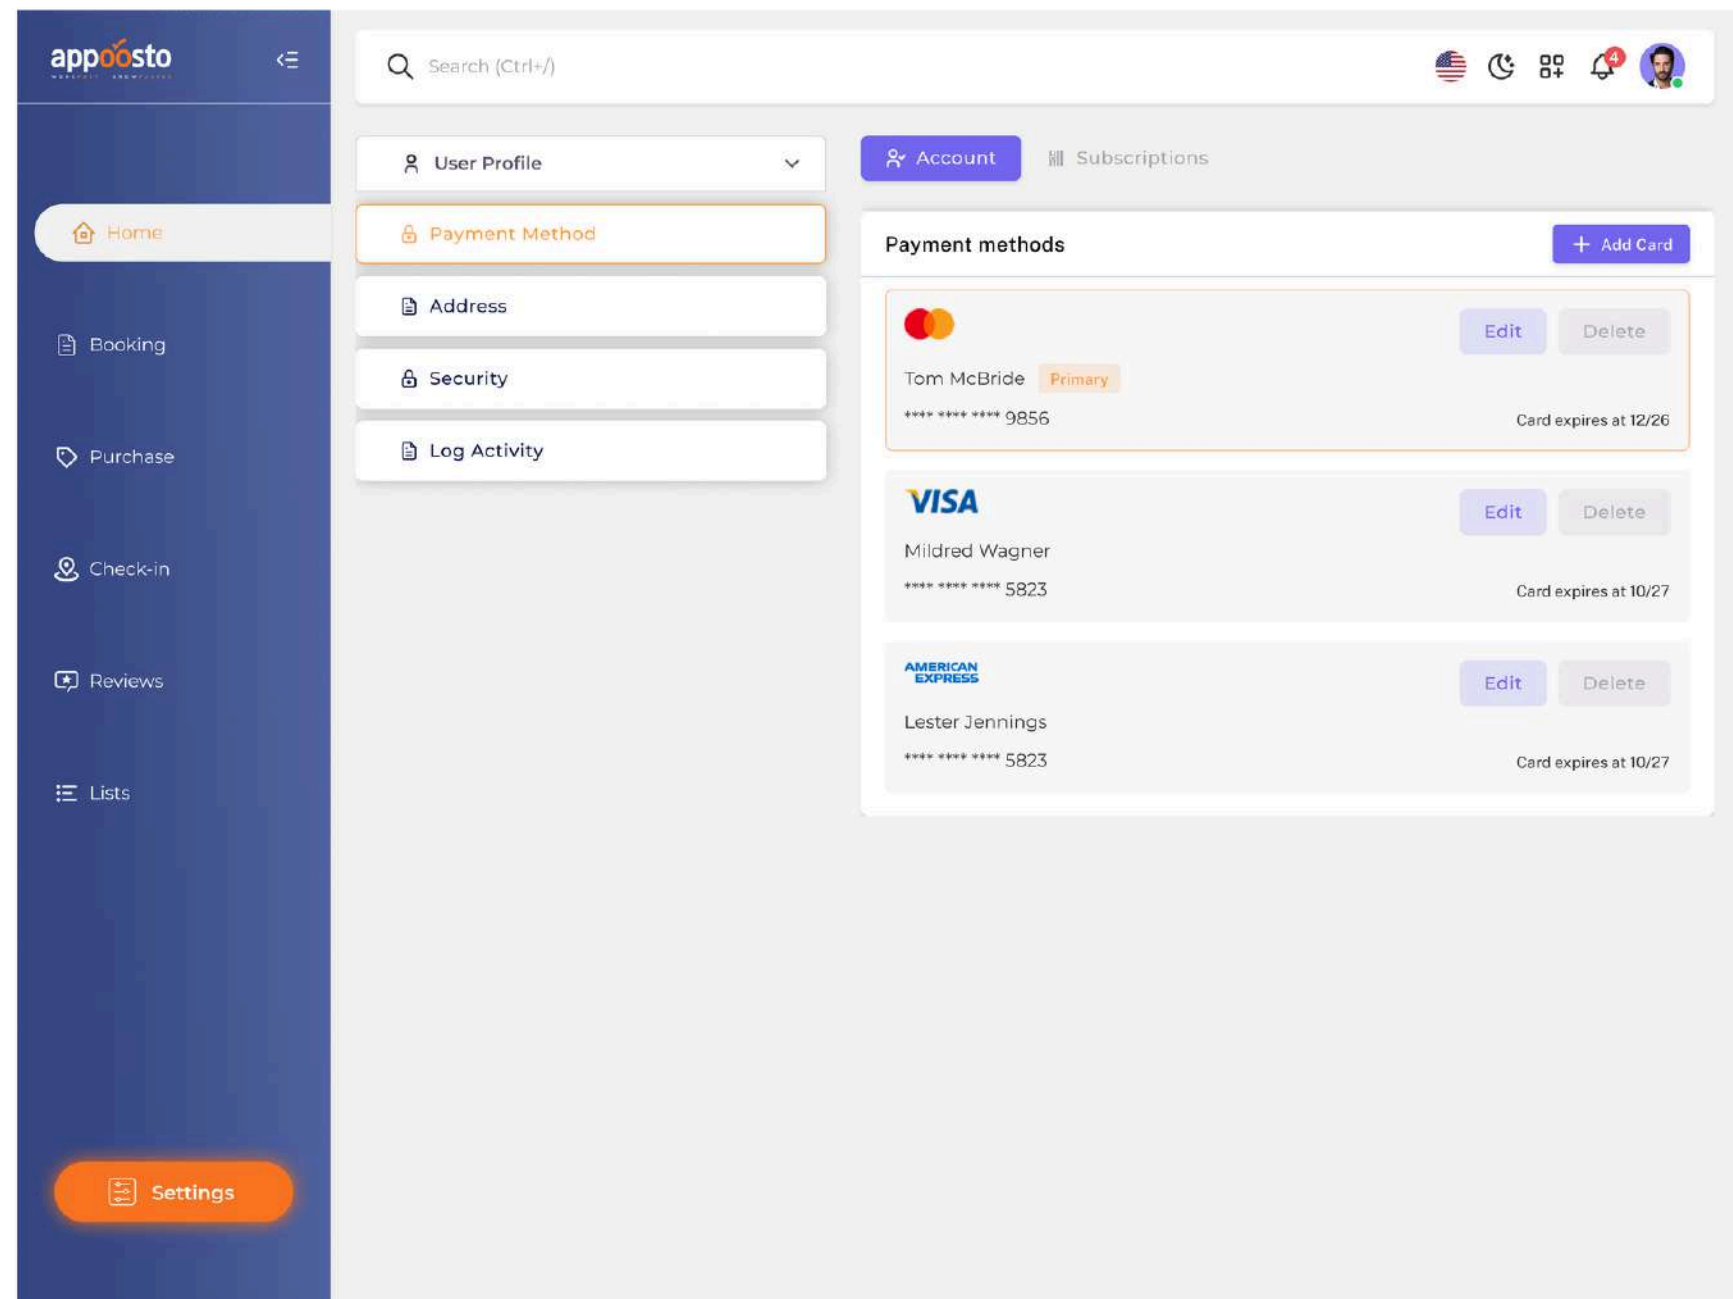 appoosto
Search (Ctrl+/)
4
Home
Booking
Purchase
Check-in
Reviews
Lists
Settings
User Profile
Payment Method
Address
Security
Log Activity
Account
Subscriptions
Payment methods
+ Add Card
Edit
Delete
Tom McBride Primary
**** **** **** 9856
Card expires at 12/26
VISA
Edit
Delete
Mildred Wagner
**** **** **** 5823
Card expires at 10/27
AMERICAN
EXPRESS
Edit
Delete
Lester Jennings
**** **** **** 5823
Card expires at 10/27